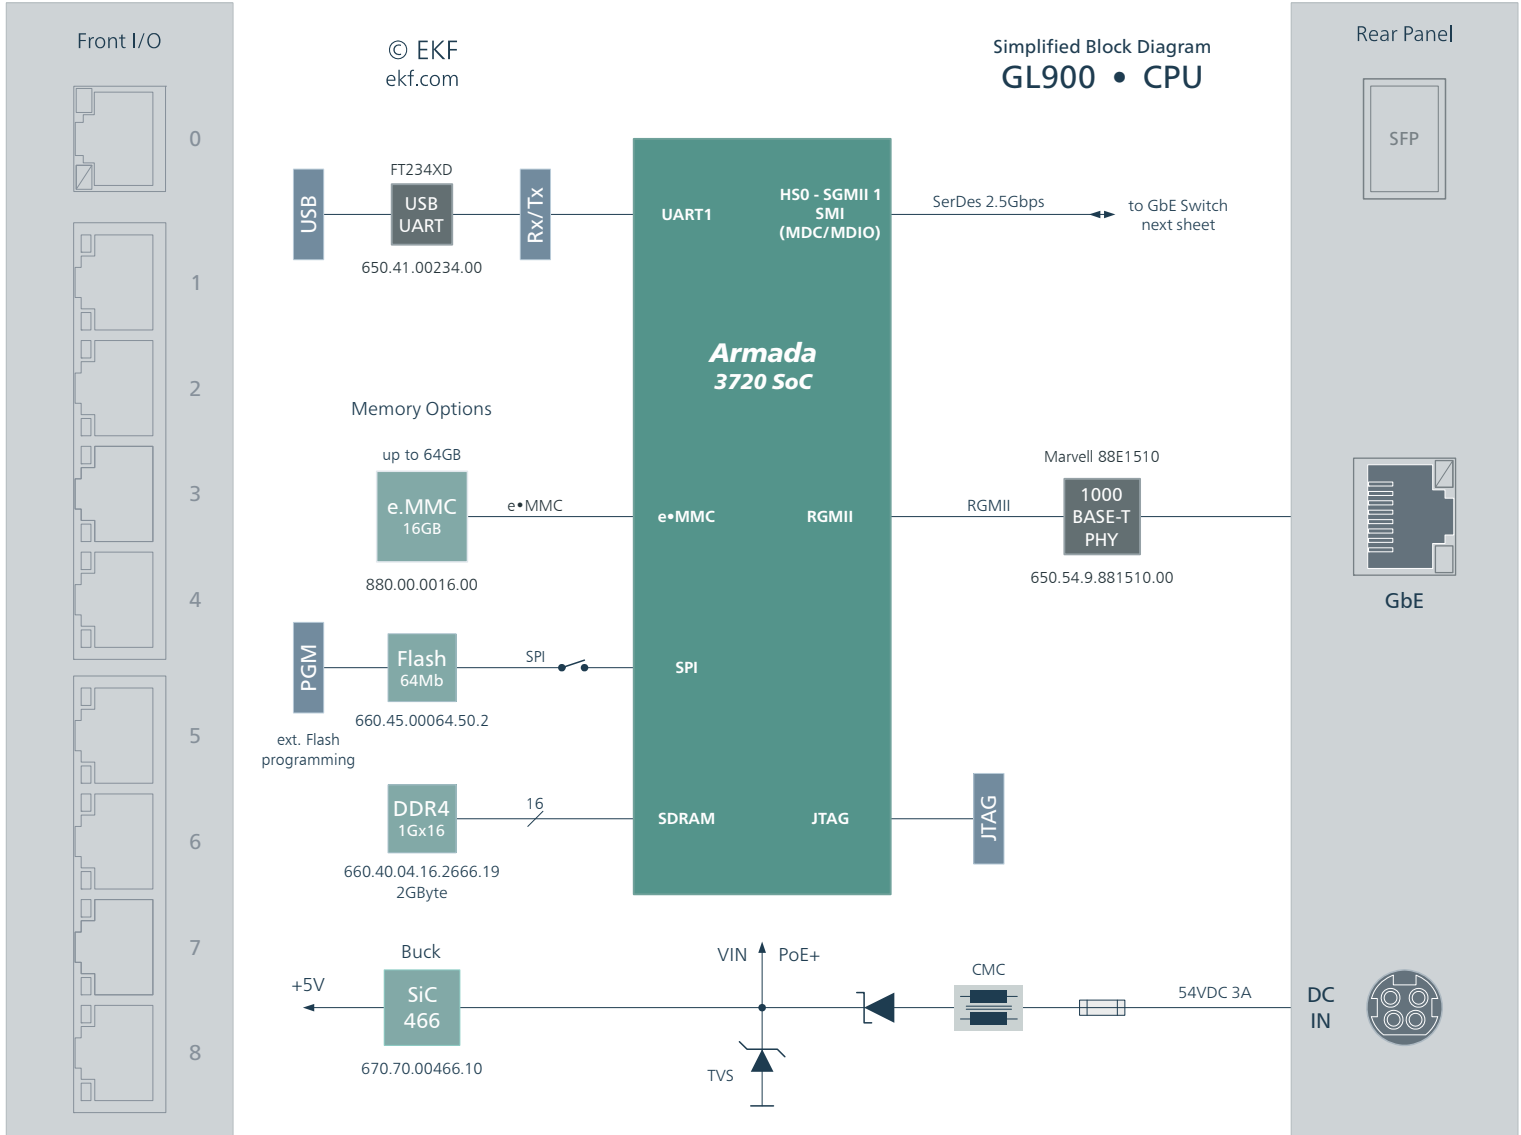 Front I/O
0
1
2
3
4
5
6
7
8
© EKF
ekf.com
Simplified Block Diagram
GL900 • CPU
Rear Panel
SFP
FT234XD
USB
USB
UART
Rx/Tx
650.41.00234.00
UART1
HS0 - SGMII 1
SMI
(MDC/MDIO)
SerDes 2.5Gbps
to GbE Switch
next sheet
Armada
3720 SoC
Memory Options
up to 64GB
e.MMC
16GB
e•MMC
880.00.0016.00
e•MMC
RGMII
RGMII
Marvell 88E1510
1000
BASE-T
PHY
650.54.9.881510.00
GbE
PGM
Flash
64Mb
SPI
SPI
660.45.00064.50.2
ext. Flash
programming
DDR4
1Gx16
16
SDRAM
660.40.04.16.2666.19
2GByte
JTAG
JTAG
Buck
+5V
SiC
466
670.70.00466.10
VIN
PoE+
TVS
CMC
54VDC 3A
DC
IN